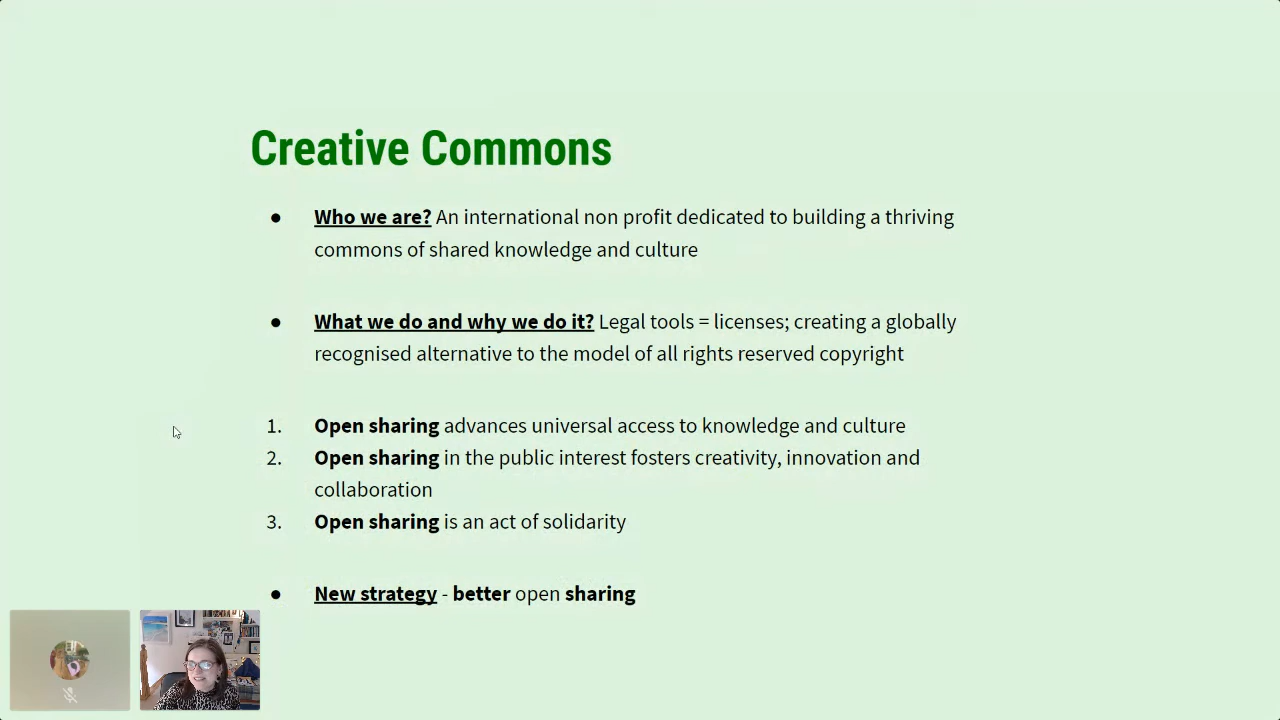 Creative Commons
● Who we are? An international non profit dedicated to building a thriving
commons of shared knowledge and culture
● What we do and why we do it? Legal tools = licenses; creating a globally
recognised alternative to the model of all rights reserved copyright
1. Open sharing advances universal access to knowledge and culture
2. Open sharing in the public interest fosters creativity, innovation and
collaboration
3. Open sharing is an act of solidarity
● New strategy - better open sharing